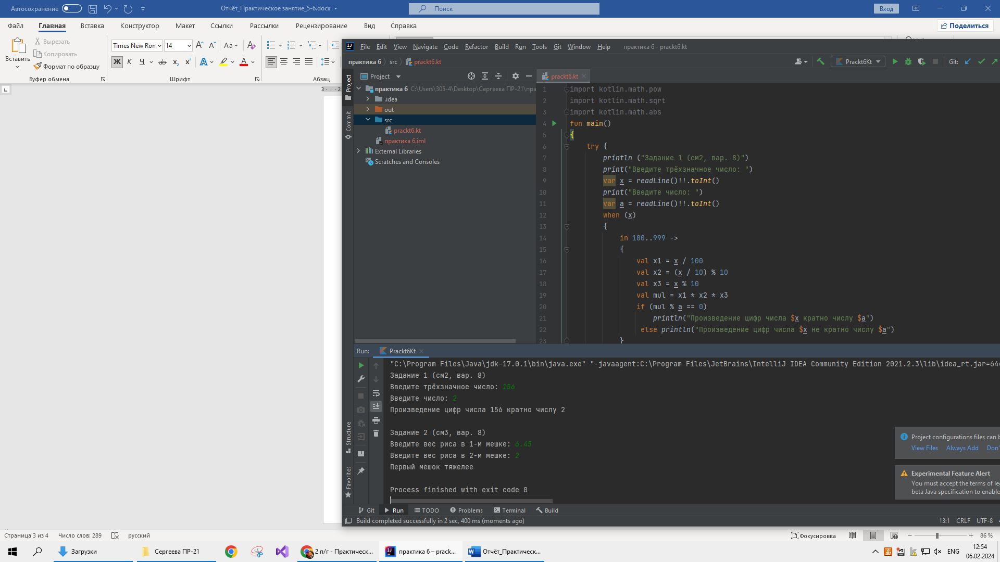 Автосохранение
Отчёт_Практическое занятие_5-6.docx
Поиск
Вход
Файл Главная Вставка Конструктор Макет Ссылки Рассылки Рецензирование Вид Справка
Поделиться
Вставить
Вырезать
Копировать
Формат по образцу
Буфер обмена
Times New Ron 14
Ж К Ч ab x₂ x²
Шрифт
Абзац
File Edit View Navigate Code Refactor Build Run Tools Git Window Help практика 6 - prackt6.kt
практика 6 src prackt6.kt
Prackt6Kt
Git:
Project
Commit
Structure
Favorites
Project
практика 6 C:\Users\305-4\Desktop\Сергеева ПР-21\пра
.idea
out
src
prackt6.kt
практика 6.iml
External Libraries
Scratches and Consoles
prackt6.kt
1 import kotlin.math.pow
2 import kotlin.math.sqrt
3 import kotlin.math.abs
4 fun main()
5 {
6 try {
7 println ("Задание 1 (см2, вар. 8)")
8 print("Введите трёхзначное число: ")
9 var x = readLine()!!.toInt()
10 print("Введите число: ")
11 var a = readLine()!!.toInt()
12 when (x)
13 {
14 in 100..999 ->
15 {
16 val x1 = x / 100
17 val x2 = (x / 10) % 10
18 val x3 = x % 10
19 val mul = x1 * x2 * x3
20 if (mul % a == 0)
21 println("Произведение цифр числа $x кратно числу $a")
22 else println("Произведение цифр числа $x не кратно числу $a")
23 }
Run: Prackt6Kt
"C:\Program Files\Java\jdk-17.0.1\bin\java.exe" "-javaagent:C:\Program Files\JetBrains\IntelliJ IDEA Community Edition 2021.2.3\lib\idea_rt.jar=644
Задание 1 (см2, вар. 8)
Введите трёхзначное число: 156
Введите число: 2
Произведение цифр числа 156 кратно числу 2
Задание 2 (см3, вар. 8)
Введите вес риса в 1-м мешке: 6.45
Введите вес риса в 2-м мешке: 2
Первый мешок тяжелее
Process finished with exit code 0
Project configurations files can b
View Files Always Add Don'
Experimental Feature Alert
You must accept the terms of leg
beta Java specification to enable
Git Run TODO Problems Terminal Build
Build completed successfully in 2 sec, 400 ms (moments ago)
13:1 CRLF UTF-8
Страница 3 из 4 Число слов: 289 русский
Фокусировка
86 %
Загрузки
Сергеева ПР-21
2 п/г - Практическ...
практика 6 – prack...
Отчёт_Практическ...
ENG
12:54
06.02.2024